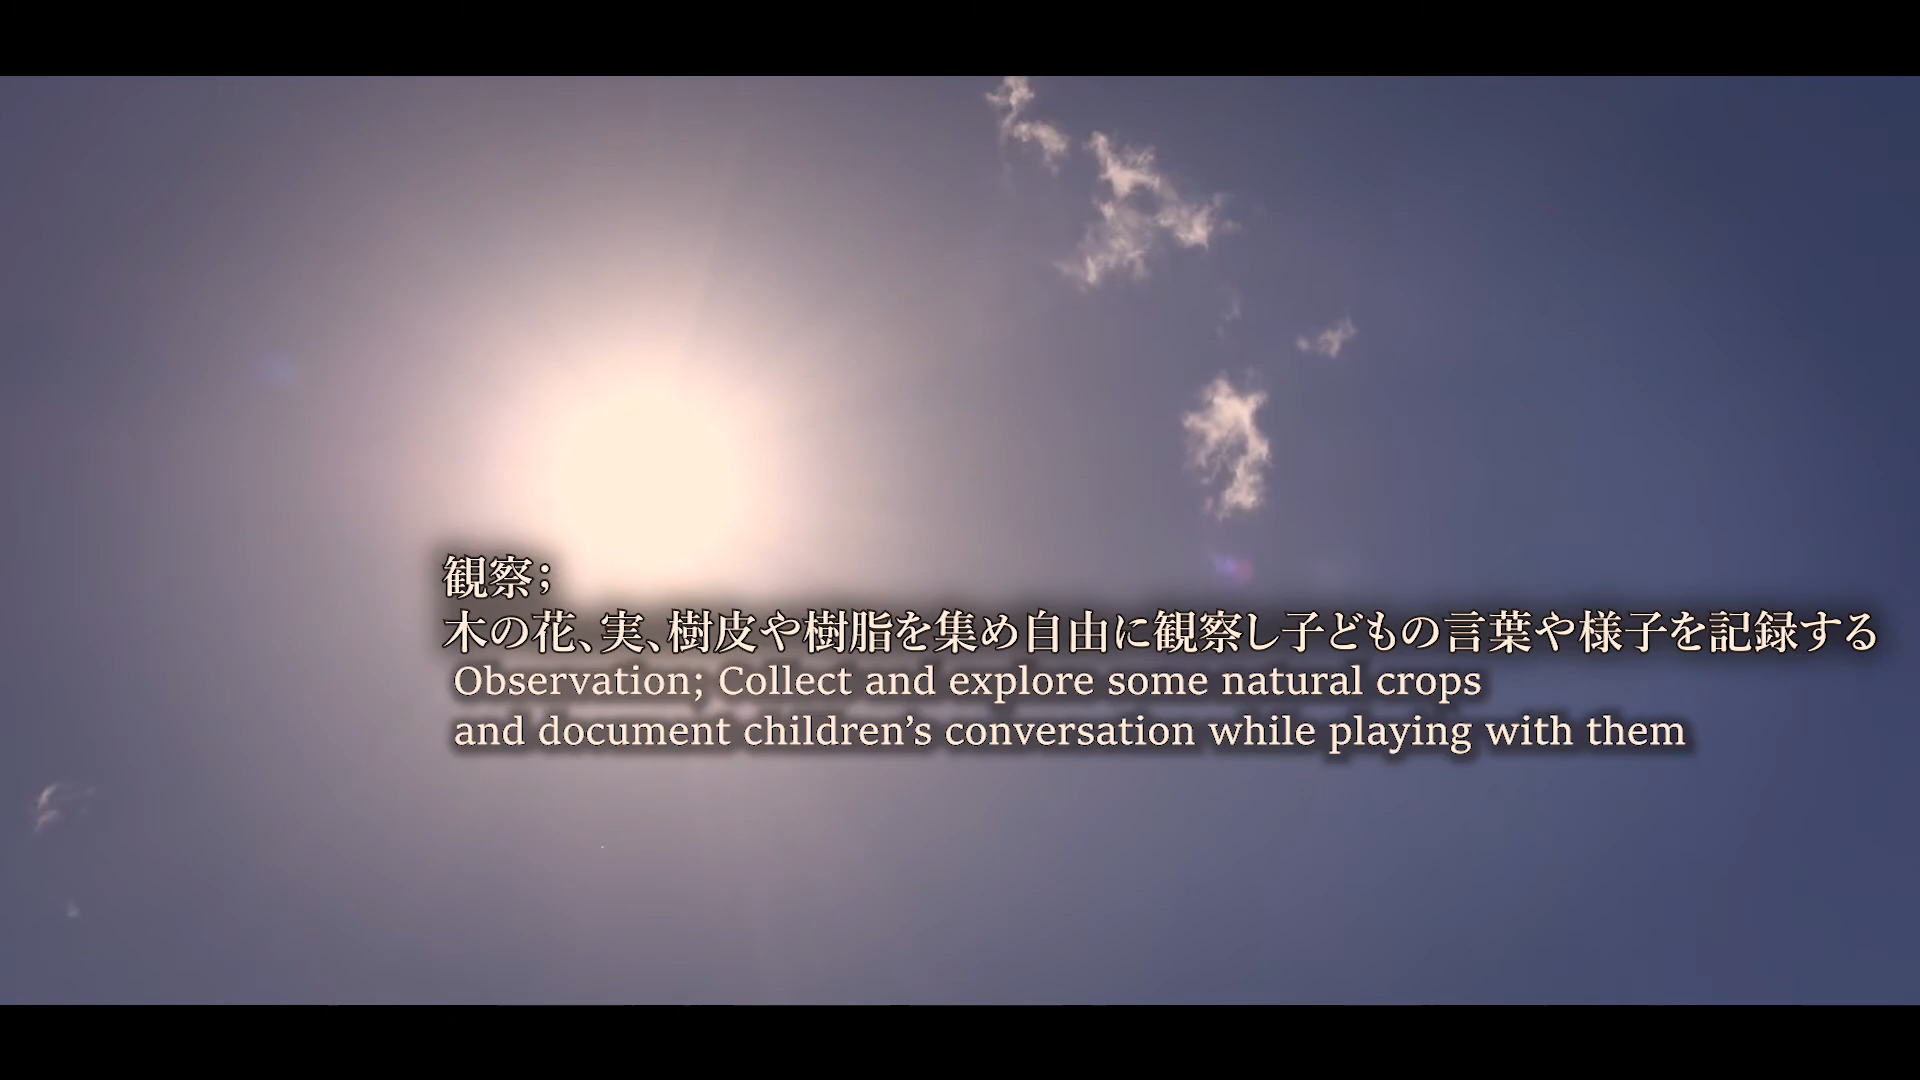 観察;
木の花、実、樹皮や樹脂を集め自由に観察し子どもの言葉や様子を記録する
Observation; Collect and explore some natural crops
and document children’s conversation while playing with them